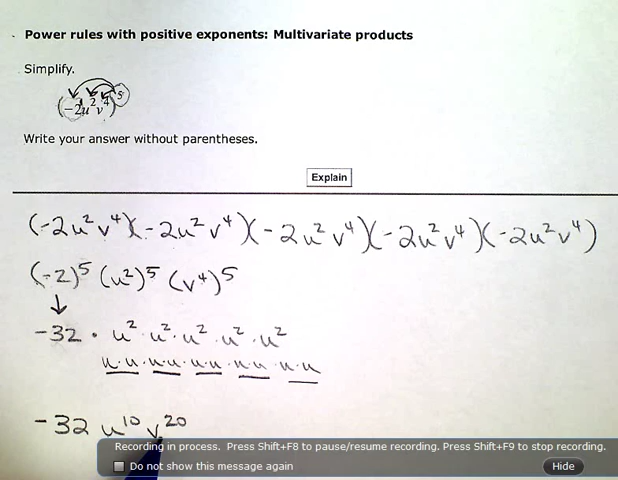 Power rules with positive exponents: Multivariate products
Simplify.
(-2u²v⁴)⁵
Write your answer without parentheses.
Explain
(-2u²v⁴)(-2u²v⁴)(-2u²v⁴)(-2u²v⁴)(-2u²v⁴)
(-2)⁵ (u²)⁵ (v⁴)⁵
↓
-32 · u² · u² · u² · u² · u²
u·u·u·u·u·u·u·u·u·u
-32 u¹⁰ v²⁰
Recording in process. Press Shift+F8 to pause/resume recording. Press Shift+F9 to stop recording.
Do not show this message again
Hide